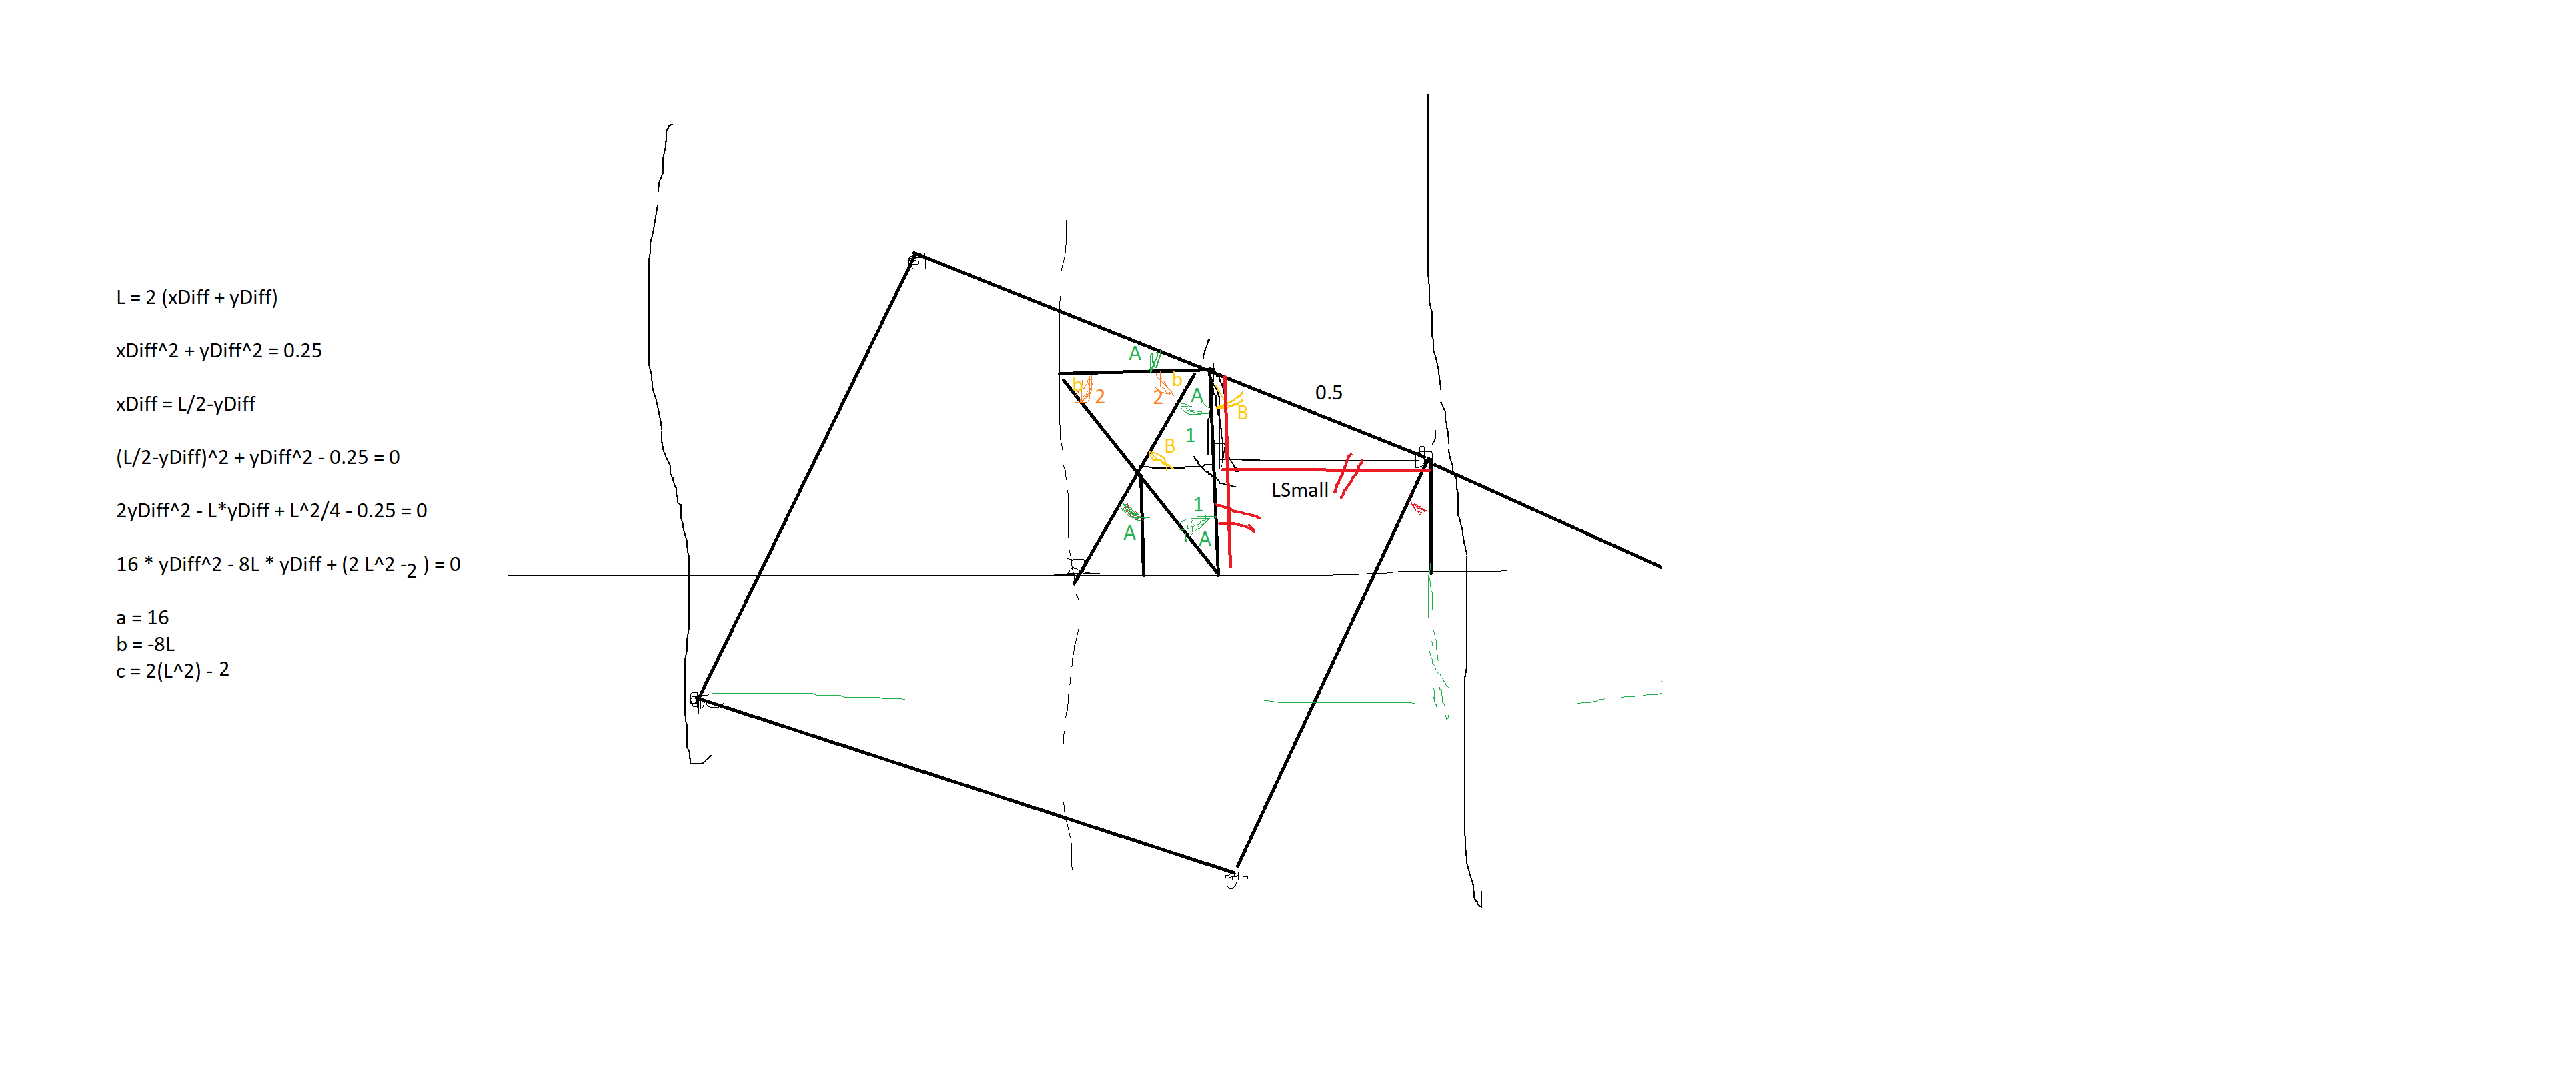 L = 2 (xDiff + yDiff)
xDiff^2 + yDiff^2 = 0.25
xDiff = L/2-yDiff
(L/2-yDiff)^2 + yDiff^2 - 0.25 = 0
2yDiff^2 - L*yDiff + L^2/4 - 0.25 = 0
16 * yDiff^2 - 8L * yDiff + (2 L^2 -2 ) = 0
a = 16
b = -8L
c = 2(L^2) - 2
A
b
2
2
b
A
B
0.5
1
B
LSmall
1
A
A